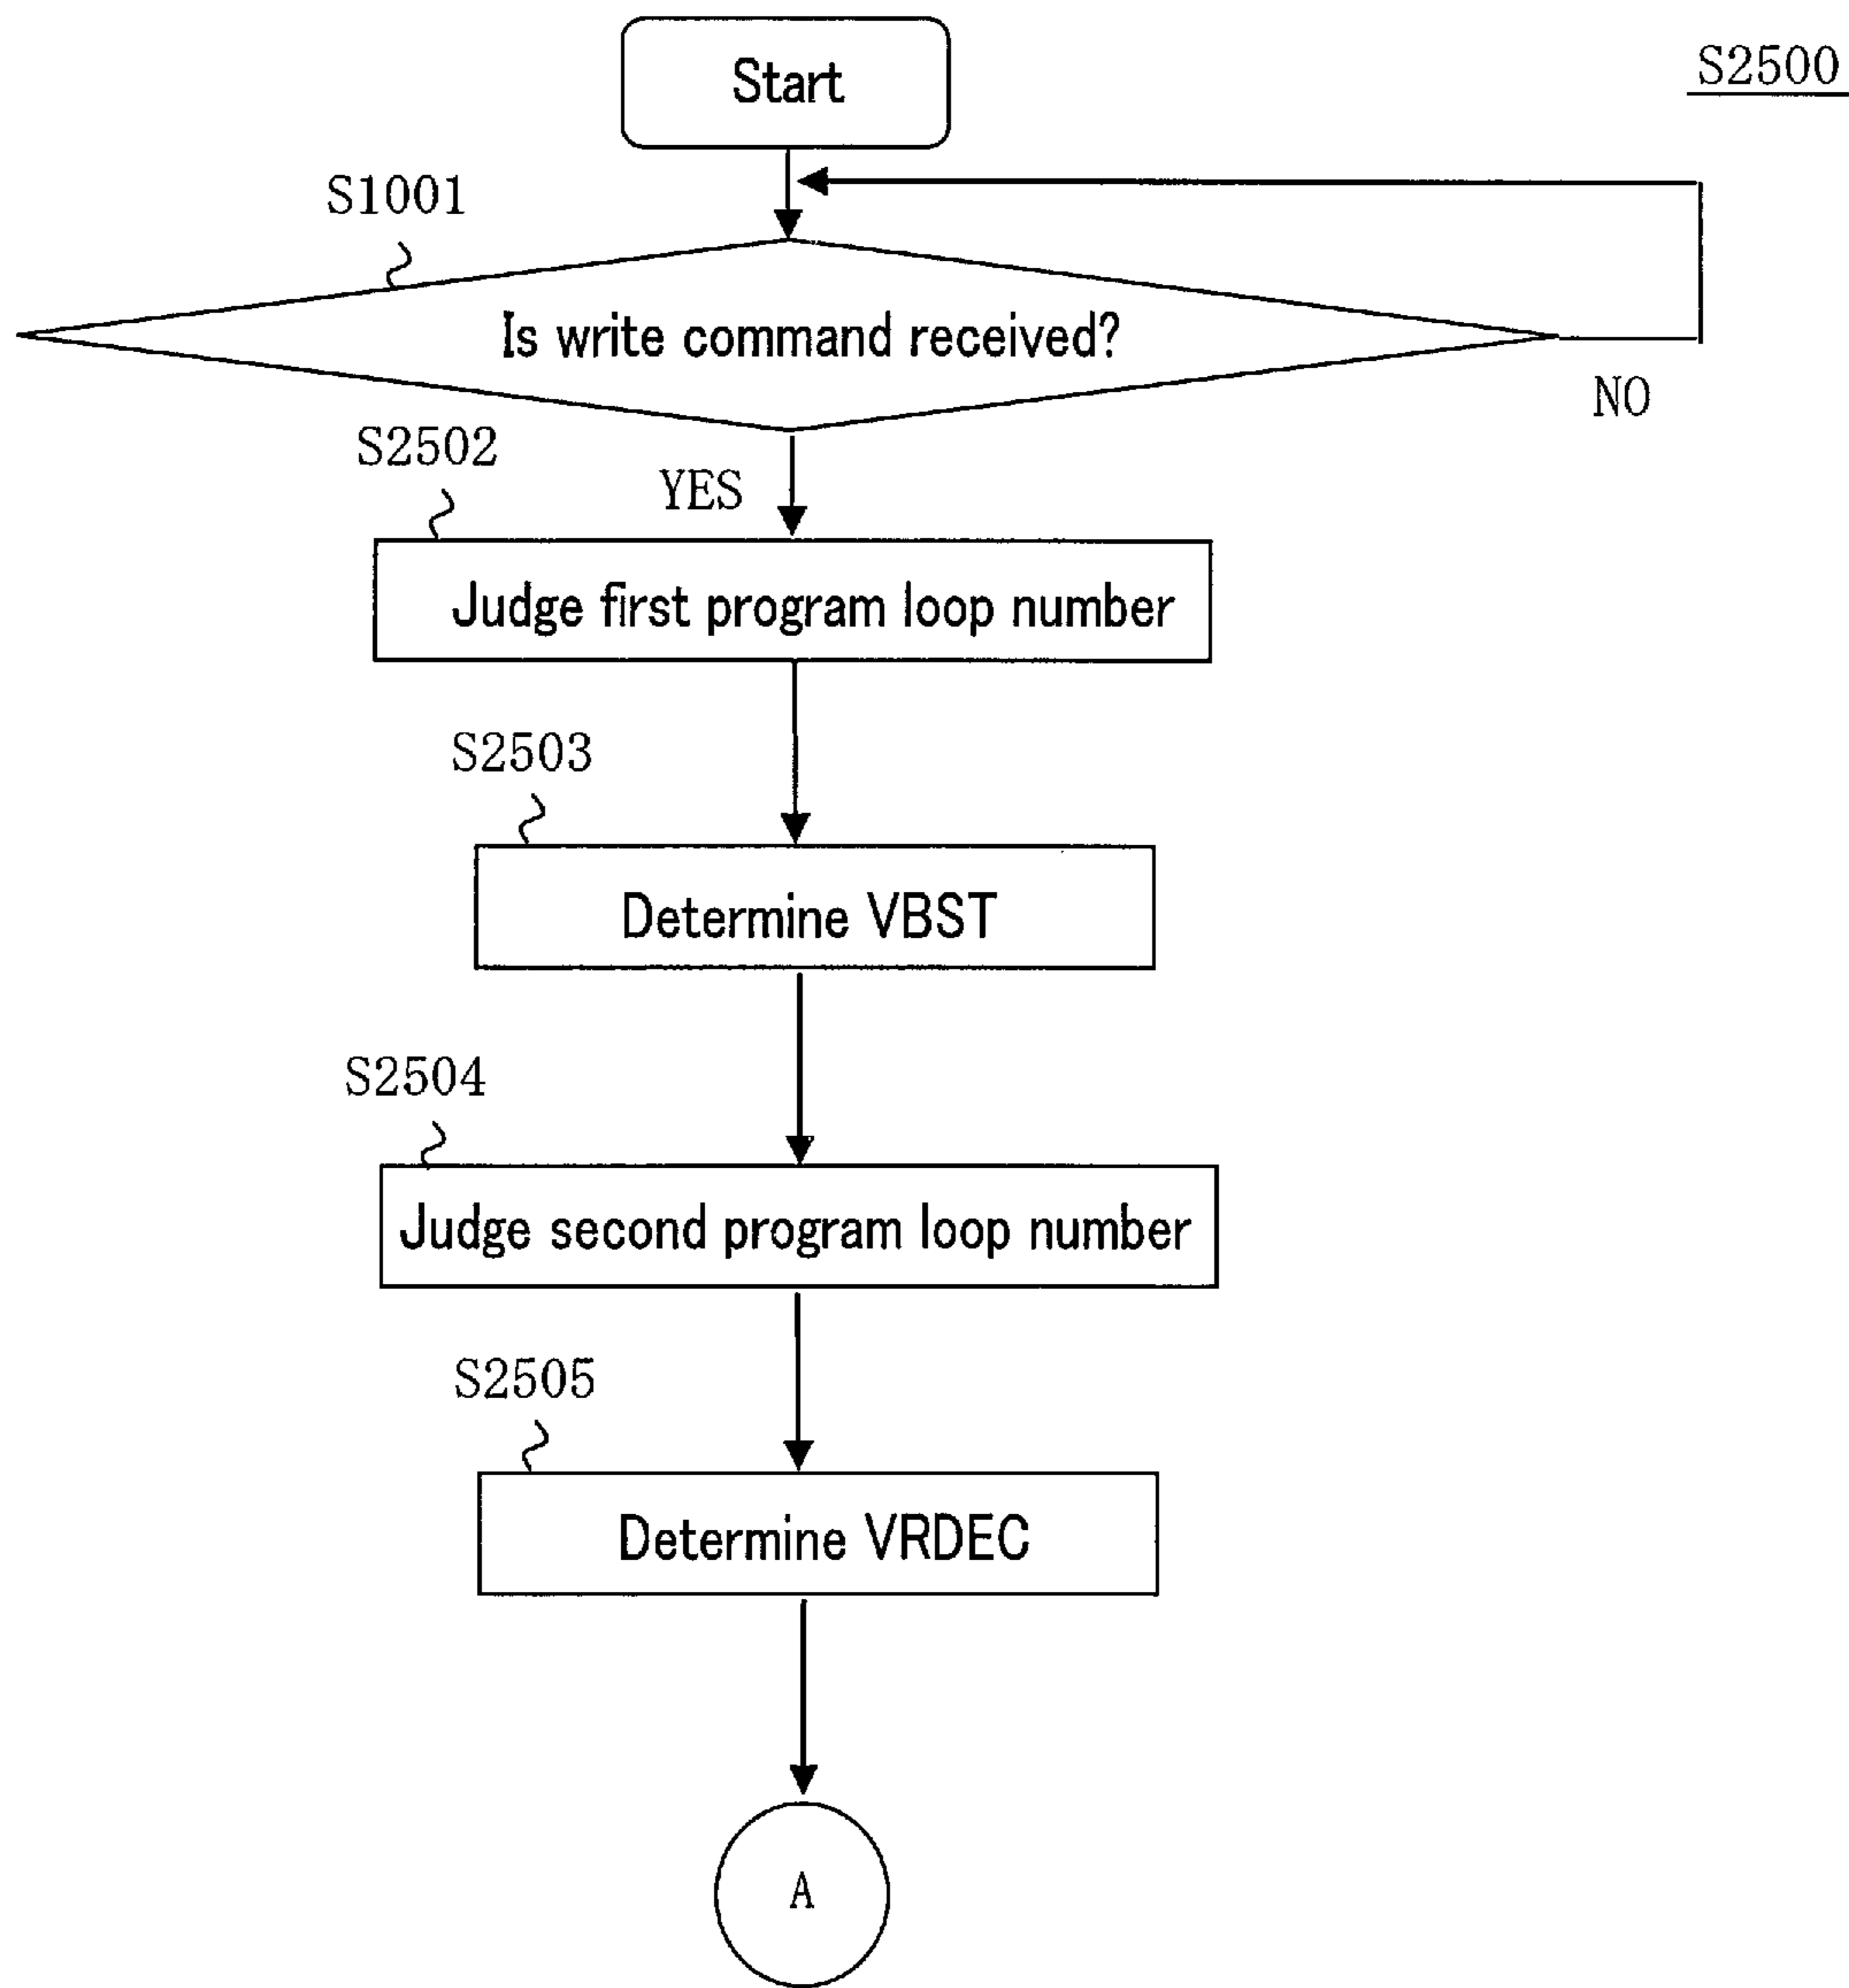 Start
S2500
S1001
Is write command received?
NO
S2502
YES
Judge first program loop number
S2503
Determine VBST
S2504
Judge second program loop number
S2505
Determine VRDEC
A